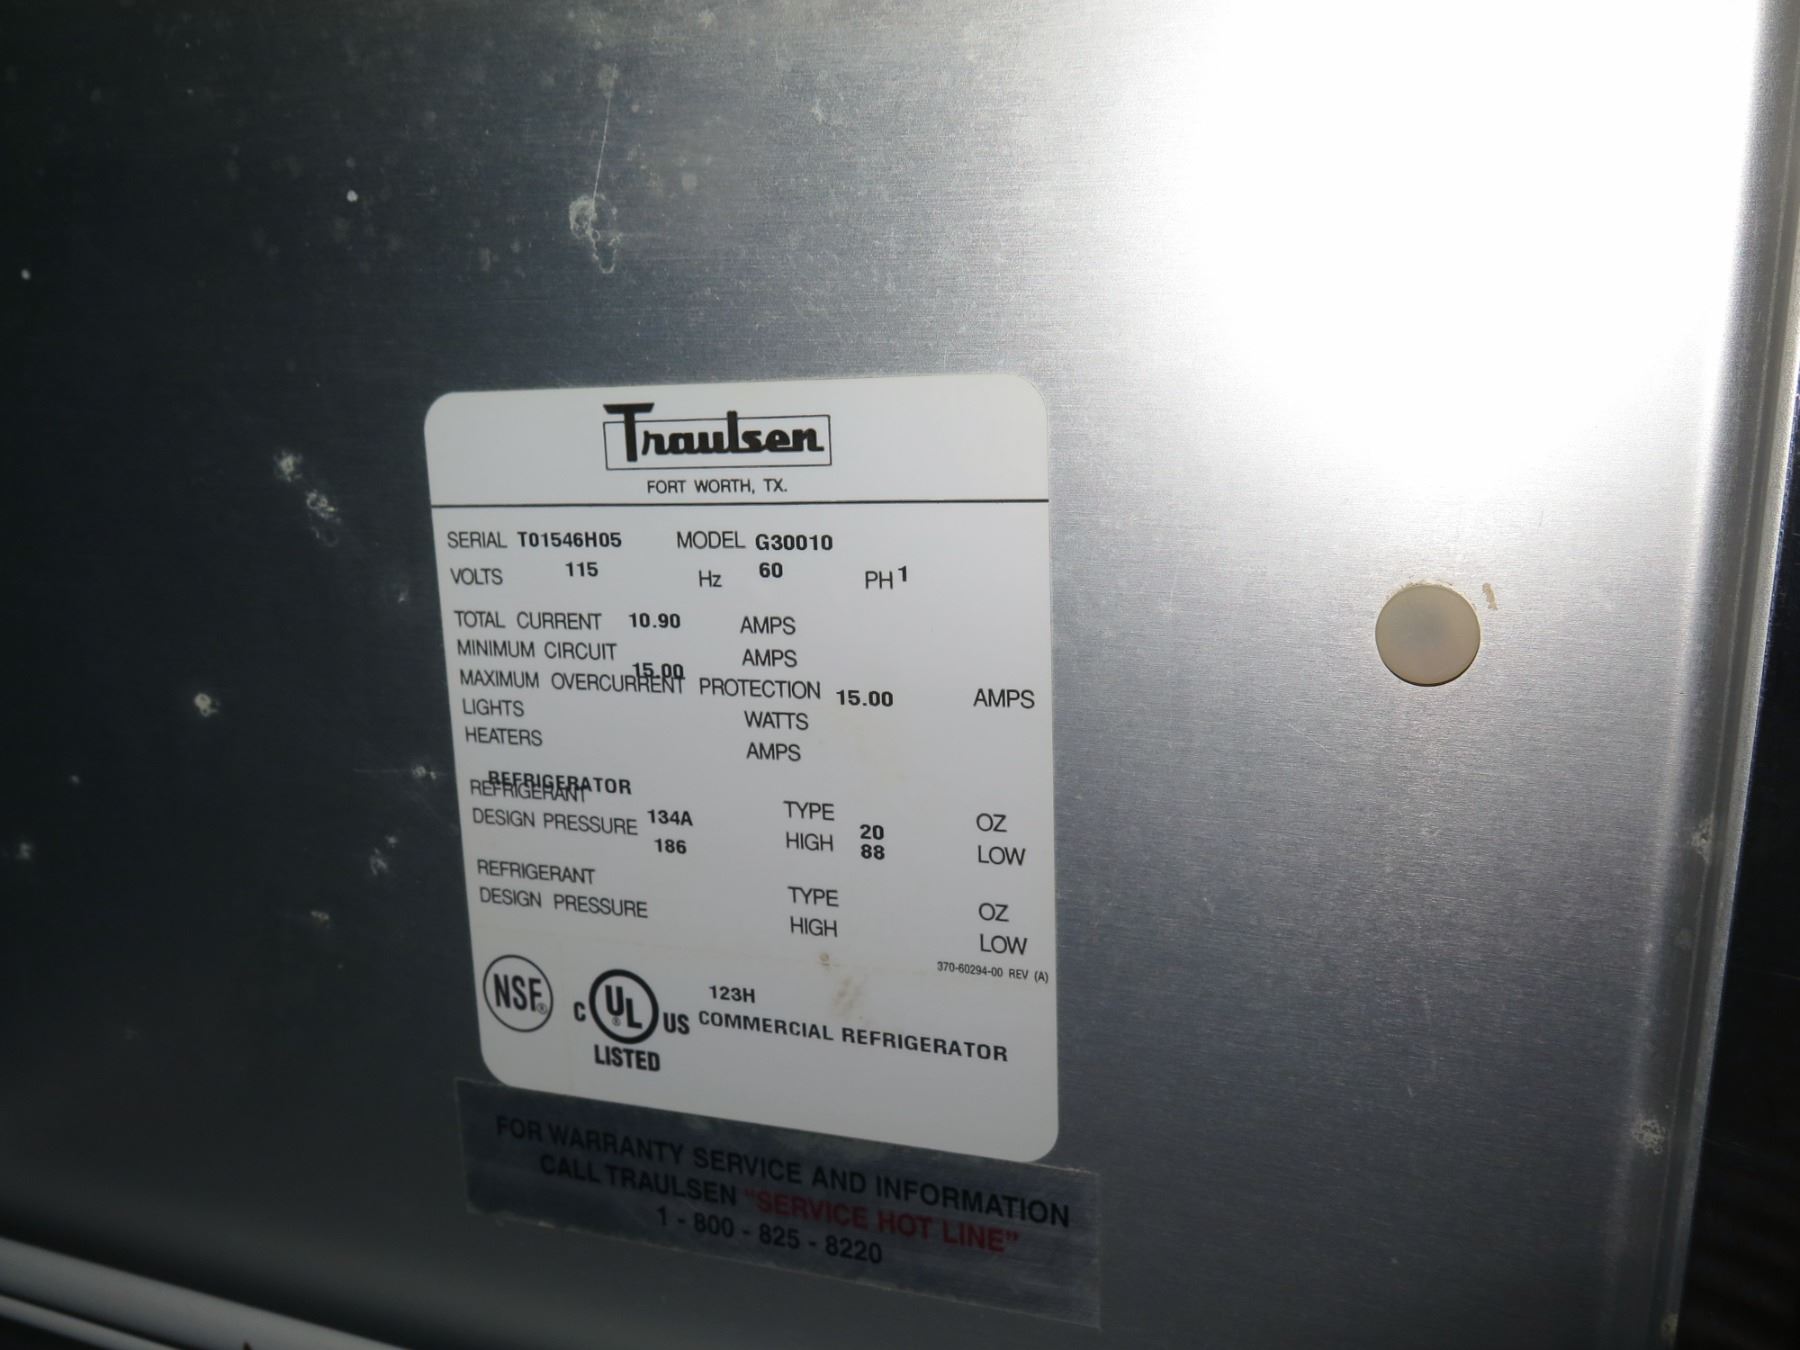 Traulsen
FORT WORTH, TX.
SERIAL T01546H05 MODEL G30010
VOLTS 115 Hz 60 PH 1
TOTAL CURRENT 10.90 AMPS
MINIMUM CIRCUIT 15.00 AMPS
MAXIMUM OVERCURRENT PROTECTION 15.00 AMPS
LIGHTS WATTS
HEATERS AMPS
REFRIGERATOR
REFRIGERANT 134A TYPE 20 OZ
DESIGN PRESSURE 186 HIGH 88 LOW
REFRIGERANT TYPE OZ
DESIGN PRESSURE HIGH LOW
370-60294-00 REV (A)
NSF®
C UL® US
LISTED
123H
COMMERCIAL REFRIGERATOR
FOR WARRANTY SERVICE AND INFORMATION
CALL TRAULSEN "SERVICE HOT LINE"
1 - 800 - 825 - 8220